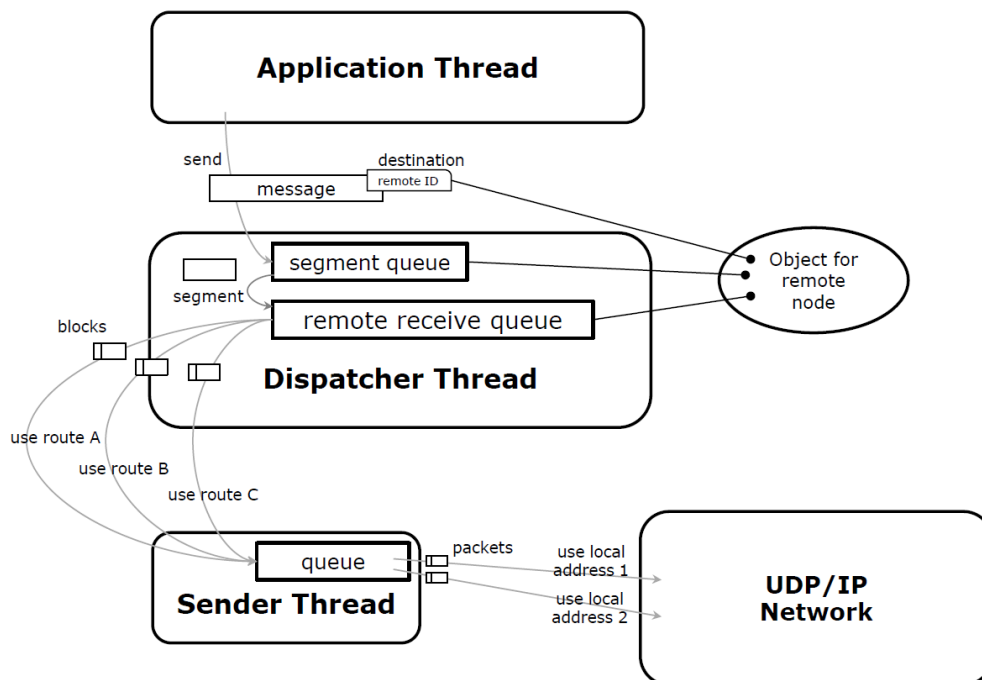 Application Thread
send
destination
remote ID
message
segment queue
Object for
remote
node
segment
remote receive queue
blocks
Dispatcher Thread
use route A
use route B
use route C
packets
queue
use local
address 1
Sender Thread
use local
address 2
UDP/IP
Network